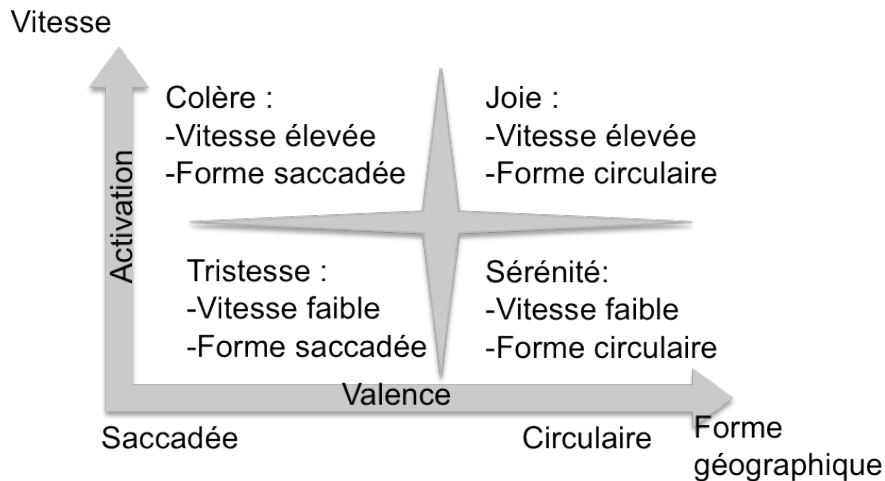 Vitesse
Activation
Colère :
-Vitesse élevée
-Forme saccadée
Joie :
-Vitesse élevée
-Forme circulaire
Tristesse :
-Vitesse faible
-Forme saccadée
Sérénité:
-Vitesse faible
-Forme circulaire
Valence
Saccadée
Circulaire
Forme
géographique